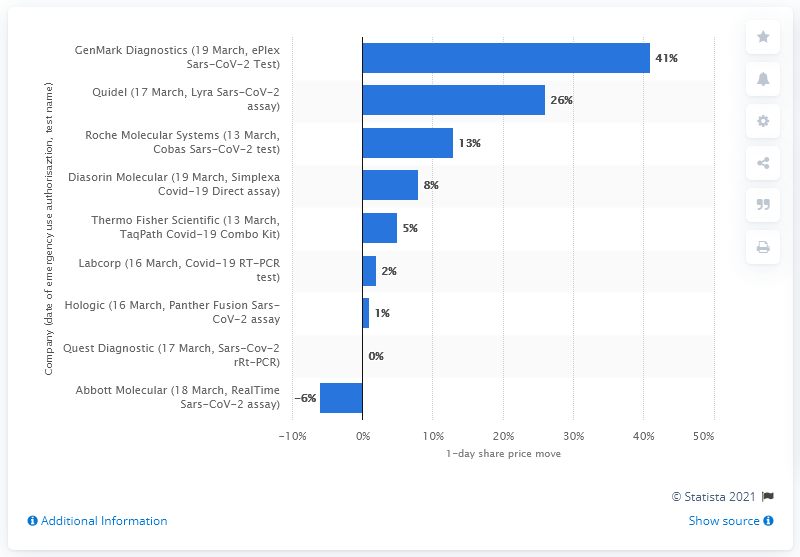 Company (date of emergency use authorisaztion, test name)
GenMark Diagnostics (19 March, ePlex
Sars-CoV-2 Test)
41%
Quidel (17 March, Lyra Sars-CoV-2
assay)
26%
Roche Molecular Systems (13 March,
Cobas Sars-CoV-2 test)
13%
Diasorin Molecular (19 March, Simplexa
Covid-19 Direct assay)
8%
Thermo Fisher Scientific (13 March,
TaqPath Covid-19 Combo Kit)
5%
Labcorp (16 March, Covid-19 RT-PCR
test)
2%
Hologic (16 March, Panther Fusion Sars-
CoV-2 assay
1%
Quest Diagnostic (17 March, Sars-Cov-2
rRt-PCR)
0%
Abbott Molecular (18 March, RealTime
Sars-CoV-2 assay)
-6%
-10% 0% 10% 20% 30% 40% 50%
1-day share price move
© Statista 2021
Additional Information
Show source